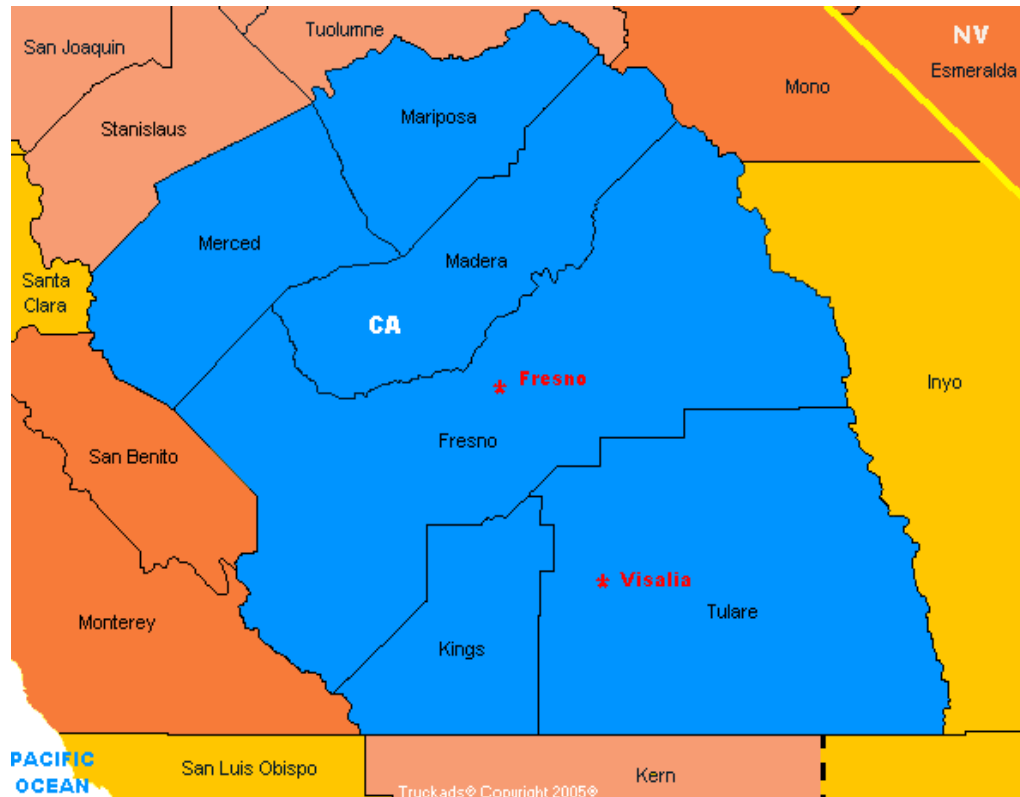 Tuolumne
NV
San Joaquin
Esmeralda
Mono
Mariposa
Stanislaus
Merced
Madera
Santa
Clara
CA
Fresno
Inyo
Fresno
San Benito
Visalia
Tulare
Monterey
Kings
PACIFIC
OCEAN
San Luis Obispo
Kern
Truckads® Copyright 2005®